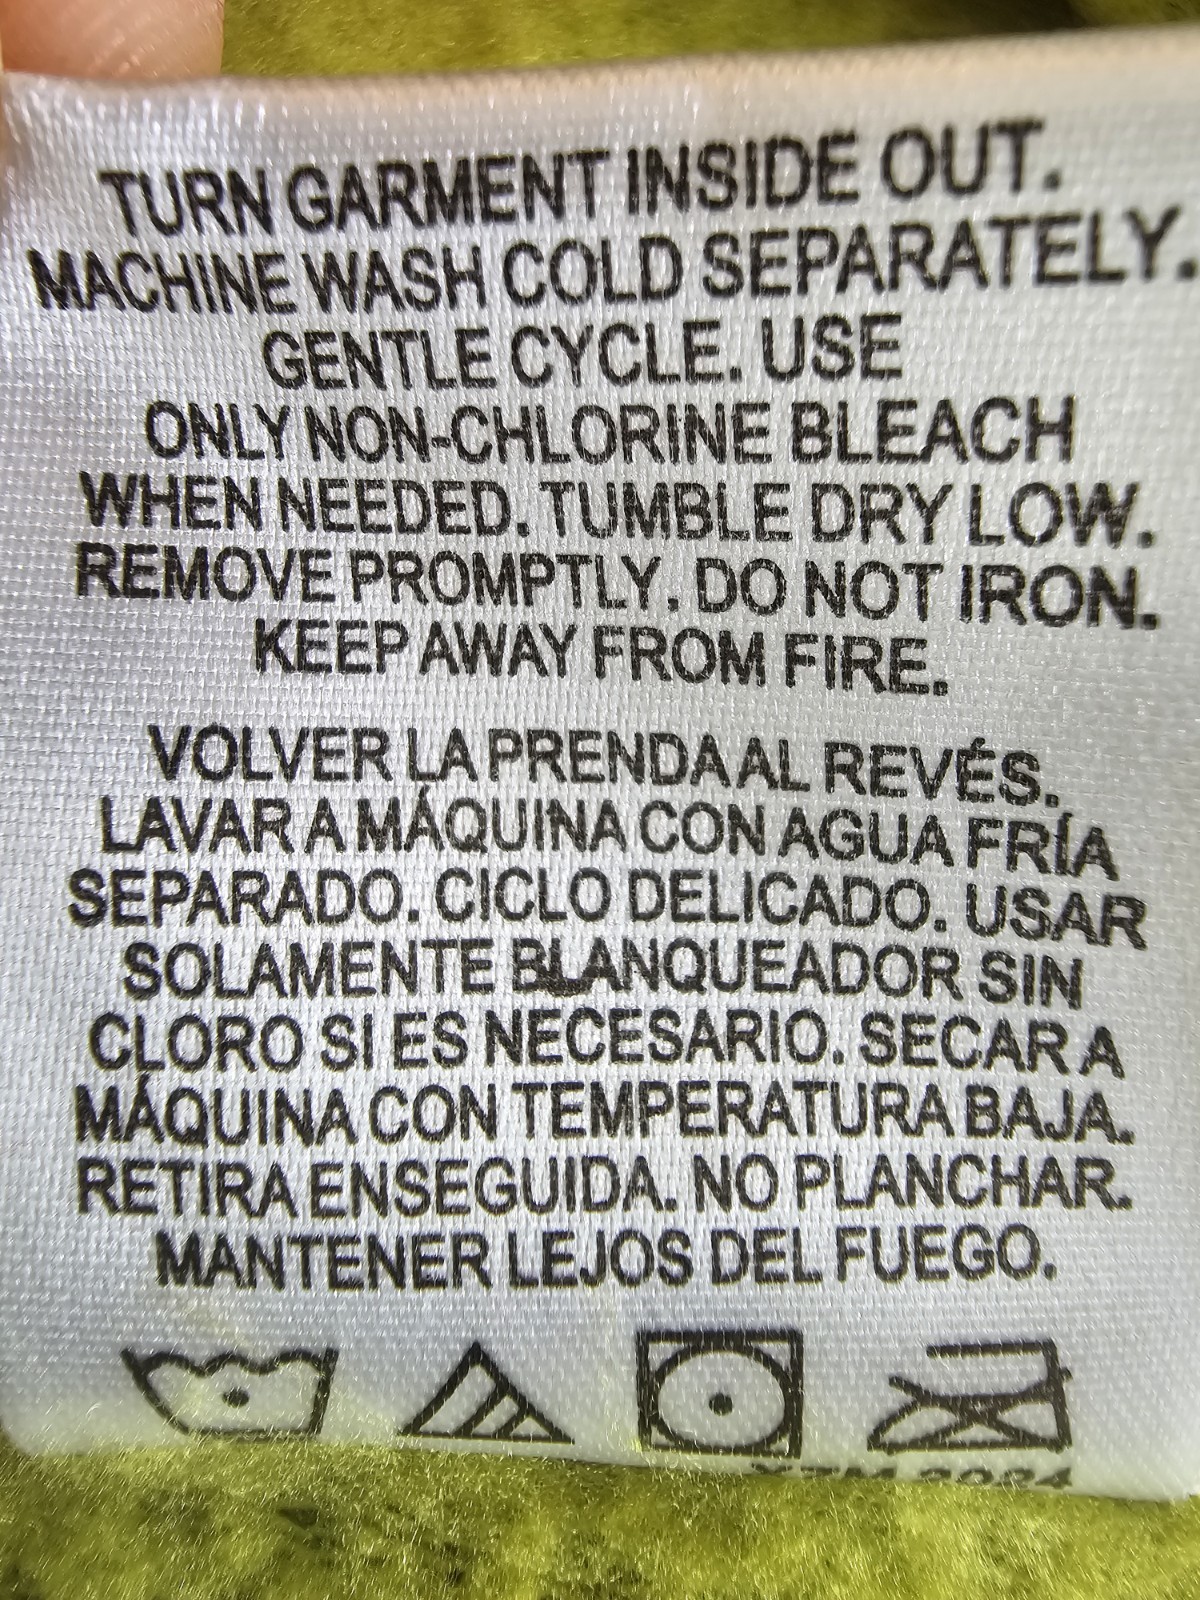 TURN GARMENT INSIDE OUT.
MACHINE WASH COLD SEPARATELY.
GENTLE CYCLE. USE
ONLY NON-CHLORINE BLEACH
WHEN NEEDED. TUMBLE DRY LOW.
REMOVE PROMPTLY. DO NOT IRON.
KEEP AWAY FROM FIRE.
VOLVER LA PRENDA AL REVÉS.
LAVAR A MÁQUINA CON AGUA FRÍA
SEPARADO. CICLO DELICADO. USAR
SOLAMENTE BLANQUEADOR SIN
CLORO SI ES NECESARIO. SECAR A
MÁQUINA CON TEMPERATURA BAJA.
RETIRA ENSEGUIDA. NO PLANCHAR.
MANTENER LEJOS DEL FUEGO.